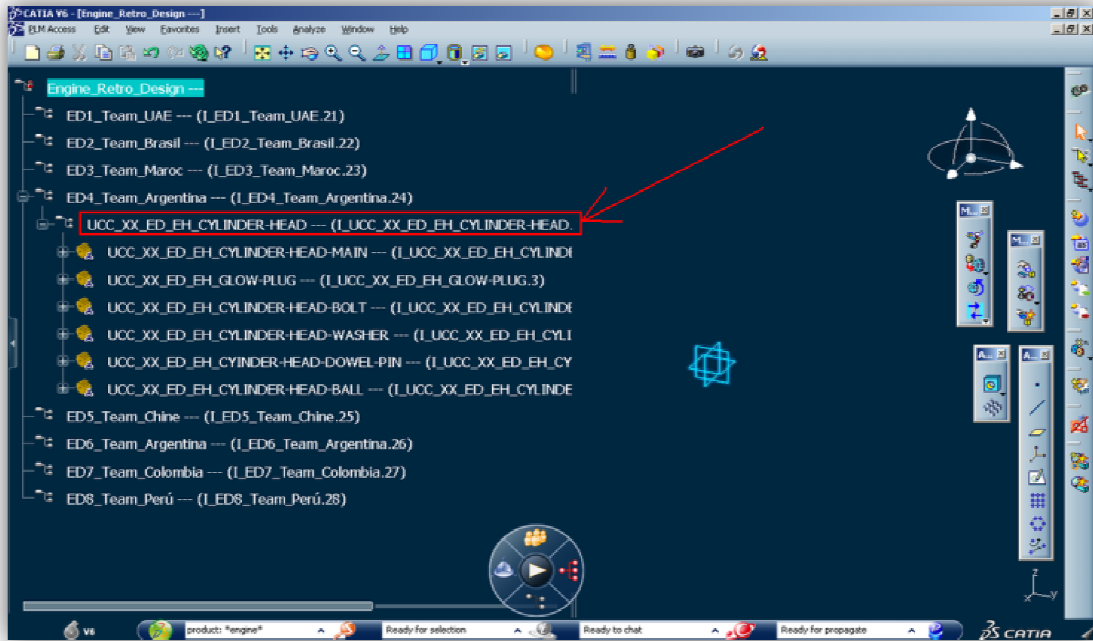 CATIA V6 - [Engine_Retro_Design ---]
PLM Access Edit View Favorites Insert Tools Analyze Window Help
Engine_Retro_Design ---
ED1_Team_UAE --- (I_ED1_Team_UAE.21)
ED2_Team_Brasil --- (I_ED2_Team_Brasil.22)
ED3_Team_Maroc --- (I_ED3_Team_Maroc.23)
ED4_Team_Argentina --- (I_ED4_Team_Argentina.24)
UCC_XX_ED_EH_CYLINDER-HEAD --- (I_UCC_XX_ED_EH_CYLINDER-HEAD.
UCC_XX_ED_EH_CYLINDER-HEAD-MAIN --- (I_UCC_XX_ED_EH_CYLINDE
UCC_XX_ED_EH_GLOW-PLUG --- (I_UCC_XX_ED_EH_GLOW-PLUG.3)
UCC_XX_ED_EH_CYLINDER-HEAD-BOLT --- (I_UCC_XX_ED_EH_CYLINDE
UCC_XX_ED_EH_CYLINDER-HEAD-WASHER --- (I_UCC_XX_ED_EH_CYLI
UCC_XX_ED_EH_CYINDER-HEAD-DOWEL-PIN --- (I_UCC_XX_ED_EH_CY
UCC_XX_ED_EH_CYLINDER-HEAD-BALL --- (I_UCC_XX_ED_EH_CYLINDE
ED5_Team_Chine --- (I_ED5_Team_Chine.25)
ED6_Team_Argentina --- (I_ED6_Team_Argentina.26)
ED7_Team_Colombia --- (I_ED7_Team_Colombia.27)
ED8_Team_Perú --- (I_ED8_Team_Perú.28)
M...
M...
A...
A...
z
x y
V6 product: "engine" Ready for selection Ready to chat Ready for propagate CATIA